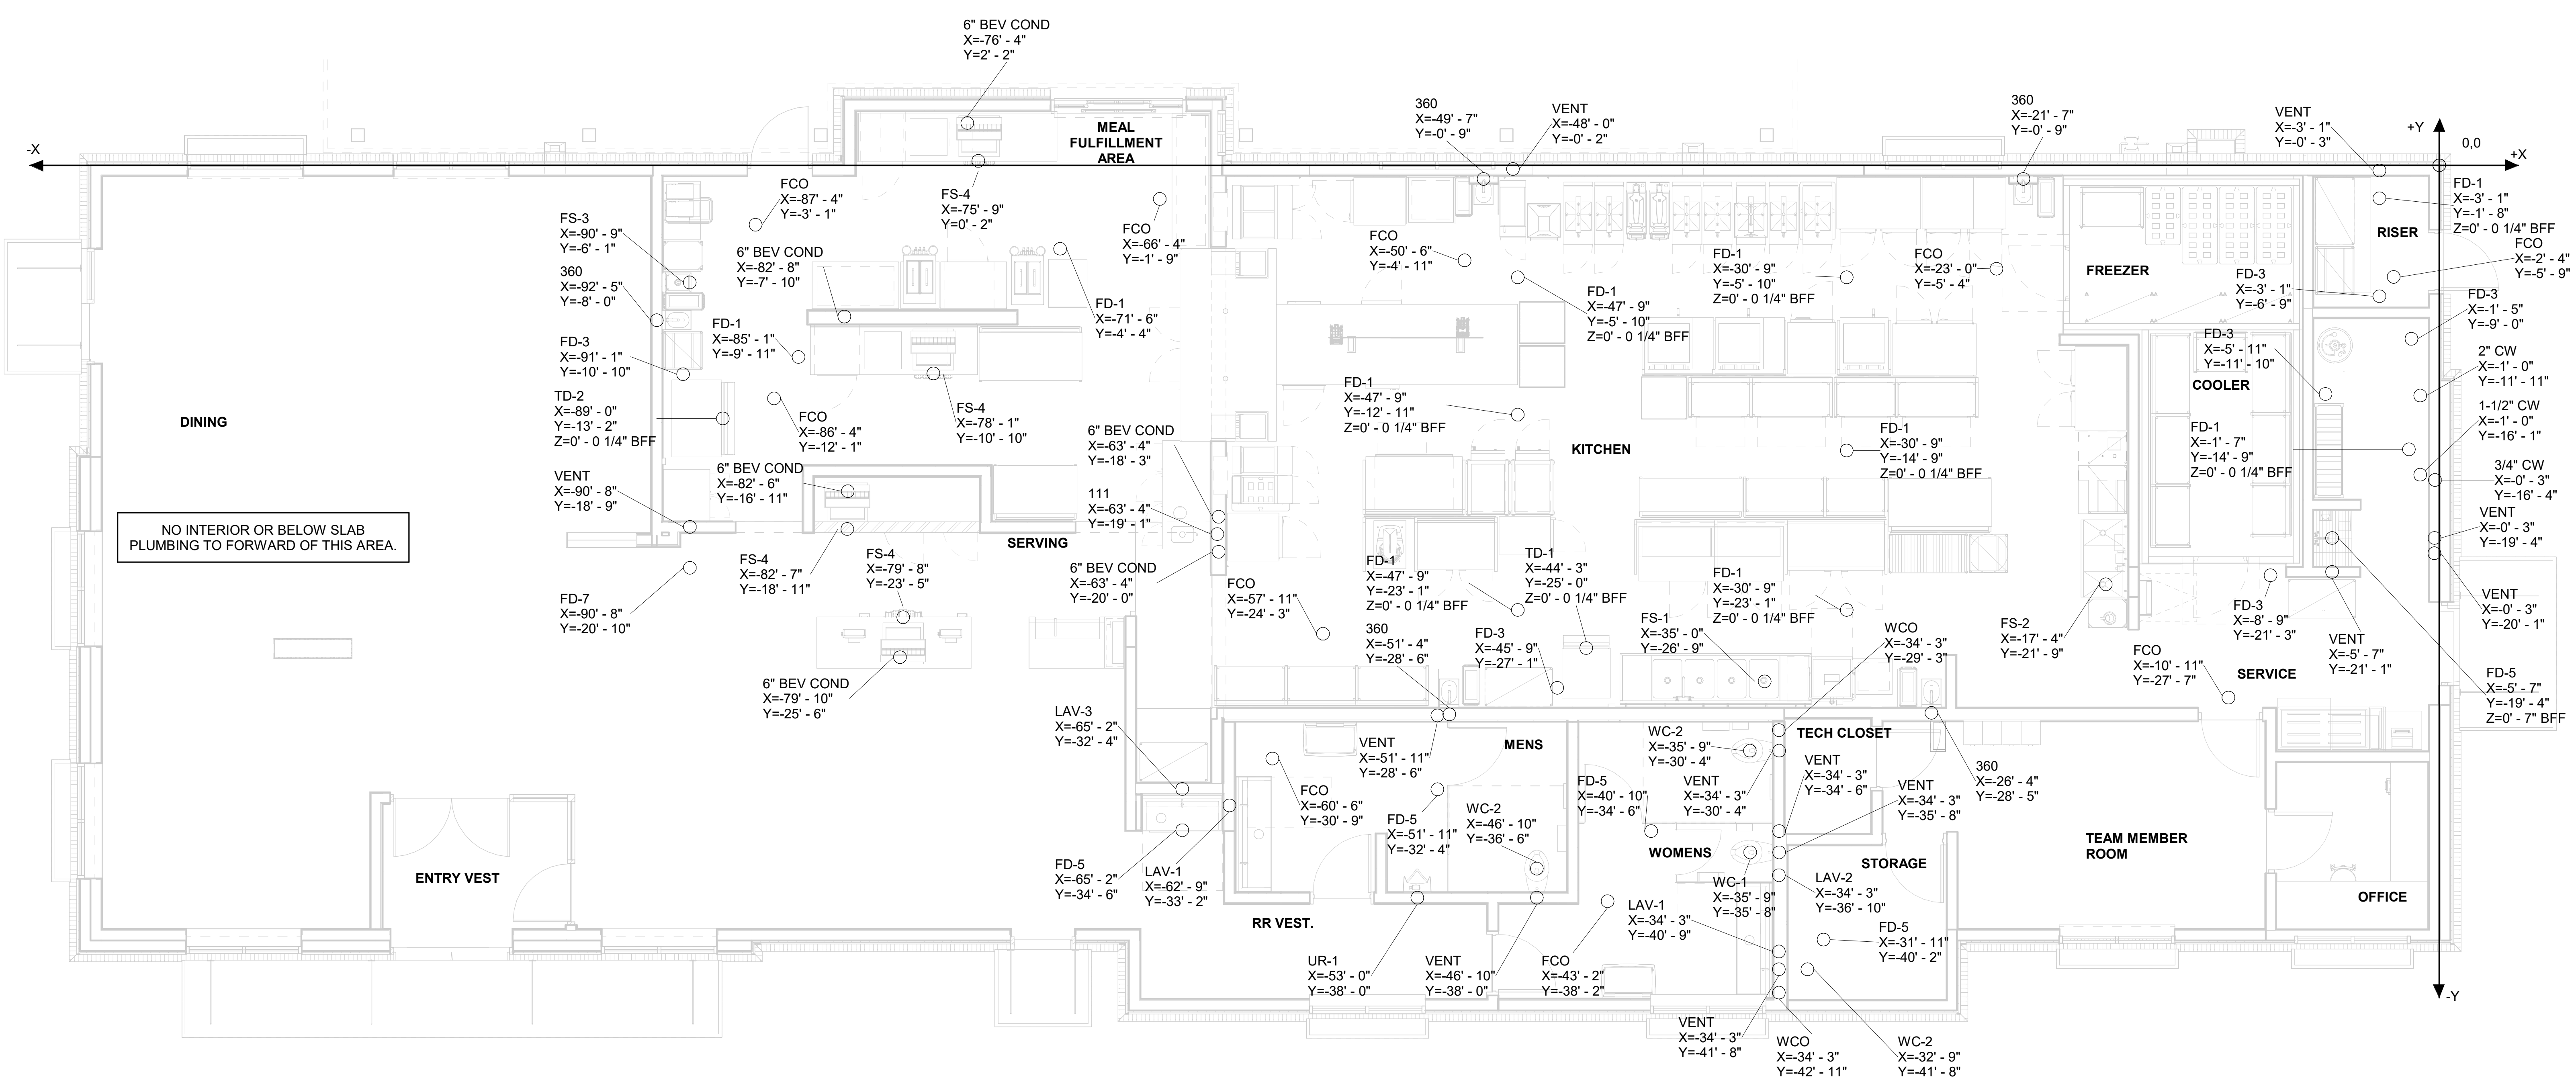 6" BEV COND
X=-76' - 4"
Y=2' - 2"
360
X=-49' - 7"
Y=-0' - 9"
VENT
X=-48' - 0"
Y=-0' - 2"
360
X=-21' - 7"
Y=-0' - 9"
VENT
X=-3' - 1"
Y=-0' - 3"
+Y
0,0
+X
-X
MEAL
FULFILLMENT
AREA
FCO
X=-87' - 4"
Y=-3' - 1"
FS-4
X=-75' - 9"
Y=0' - 2"
FCO
X=-66' - 4"
Y=-1' - 9"
FS-3
X=-90' - 9"
Y=-6' - 1"
6" BEV COND
X=-82' - 8"
Y=-7' - 10"
360
X=-92' - 5"
Y=-8' - 0"
FD-1
X=-71' - 6"
Y=-4' - 4"
FD-1
X=-85' - 1"
Y=-9' - 11"
FD-3
X=-91' - 1"
Y=-10' - 10"
TD-2
X=-89' - 0"
Y=-13' - 2"
Z=0' - 0 1/4" BFF
FCO
X=-86' - 4"
Y=-12' - 1"
FS-4
X=-78' - 1"
Y=-10' - 10"
FCO
X=-50' - 6"
Y=-4' - 11"
FD-1
X=-47' - 9"
Y=-5' - 10"
Z=0' - 0 1/4" BFF
FD-1
X=-30' - 9"
Y=-5' - 10"
Z=0' - 0 1/4" BFF
FCO
X=-23' - 0"
Y=-5' - 4"
FREEZER
RISER
FD-1
X=-3' - 1"
Y=-1' - 8"
Z=0' - 0 1/4" BFF
FCO
X=-2' - 4"
Y=-5' - 9"
FD-3
X=-3' - 1"
Y=-6' - 9"
FD-3
X=-1' - 5"
Y=-9' - 0"
FD-3
X=-5' - 11"
Y=-11' - 10"
2" CW
X=-1' - 0"
Y=-11' - 11"
COOLER
1-1/2" CW
X=-1' - 0"
Y=-16' - 1"
FD-1
X=-1' - 7"
Y=-14' - 9"
Z=0' - 0 1/4" BFF
3/4" CW
X=-0' - 3"
Y=-16' - 4"
VENT
X=-0' - 3"
Y=-19' - 4"
DINING
FD-1
X=-47' - 9"
Y=-12' - 11"
Z=0' - 0 1/4" BFF
KITCHEN
FD-1
X=-30' - 9"
Y=-14' - 9"
Z=0' - 0 1/4" BFF
6" BEV COND
X=-63' - 4"
Y=-18' - 3"
VENT
X=-90' - 8"
Y=-18' - 9"
6" BEV COND
X=-82' - 6"
Y=-16' - 11"
111
X=-63' - 4"
Y=-19' - 1"
NO INTERIOR OR BELOW SLAB
PLUMBING TO FORWARD OF THIS AREA.
SERVING
FS-4
X=-82' - 7"
Y=-18' - 11"
FS-4
X=-79' - 8"
Y=-23' - 5"
6" BEV COND
X=-63' - 4"
Y=-20' - 0"
FD-7
X=-90' - 8"
Y=-20' - 10"
FCO
X=-57' - 11"
Y=-24' - 3"
FD-1
X=-47' - 9"
Y=-23' - 1"
Z=0' - 0 1/4" BFF
TD-1
X=-44' - 3"
Y=-25' - 0"
Z=0' - 0 1/4" BFF
FD-1
X=-30' - 9"
Y=-23' - 1"
Z=0' - 0 1/4" BFF
FS-2
X=-17' - 4"
Y=-21' - 9"
FD-3
X=-8' - 9"
Y=-21' - 3"
VENT
X=-5' - 7"
Y=-21' - 1"
VENT
X=-0' - 3"
Y=-20' - 1"
360
X=-51' - 4"
Y=-28' - 6"
FD-3
X=-45' - 9"
Y=-27' - 1"
FS-1
X=-35' - 0"
Y=-26' - 9"
WCO
X=-34' - 3"
Y=-29' - 3"
FCO
X=-10' - 11"
Y=-27' - 7"
SERVICE
FD-5
X=-5' - 7"
Y=-19' - 4"
Z=0' - 7" BFF
6" BEV COND
X=-79' - 10"
Y=-25' - 6"
LAV-3
X=-65' - 2"
Y=-32' - 4"
VENT
X=-51' - 11"
Y=-28' - 6"
MENS
WC-2
X=-35' - 9"
Y=-30' - 4"
TECH CLOSET
VENT
X=-34' - 3"
Y=-30' - 4"
VENT
X=-34' - 3"
Y=-34' - 6"
360
X=-26' - 4"
Y=-28' - 5"
FCO
X=-60' - 6"
Y=-30' - 9"
FD-5
X=-51' - 11"
Y=-32' - 4"
WC-2
X=-46' - 10"
Y=-36' - 6"
FD-5
X=-40' - 10"
Y=-34' - 6"
VENT
X=-34' - 3"
Y=-35' - 8"
WOMENS
STORAGE
TEAM MEMBER
ROOM
ENTRY VEST
FD-5
X=-65' - 2"
Y=-34' - 6"
LAV-1
X=-62' - 9"
Y=-33' - 2"
WC-1
X=-35' - 9"
Y=-35' - 8"
LAV-2
X=-34' - 3"
Y=-36' - 10"
OFFICE
RR VEST.
LAV-1
X=-34' - 3"
Y=-40' - 9"
FD-5
X=-31' - 11"
Y=-40' - 2"
UR-1
X=-53' - 0"
Y=-38' - 0"
VENT
X=-46' - 10"
Y=-38' - 0"
FCO
X=-43' - 2"
Y=-38' - 2"
-Y
VENT
X=-34' - 3"
Y=-41' - 8"
WCO
X=-34' - 3"
Y=-42' - 11"
WC-2
X=-32' - 9"
Y=-41' - 8"